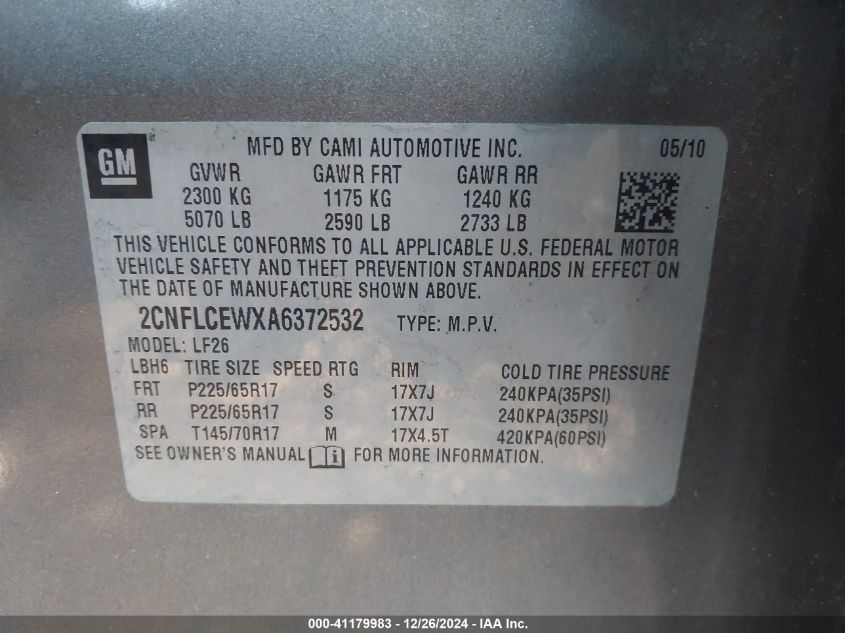 GM
MFD BY CAMI AUTOMOTIVE INC. 05/10
GVWR GAWR FRT GAWR RR
2300 KG 1175 KG 1240 KG
5070 LB 2590 LB 2733 LB
THIS VEHICLE CONFORMS TO ALL APPLICABLE U.S. FEDERAL MOTOR
VEHICLE SAFETY AND THEFT PREVENTION STANDARDS IN EFFECT ON
THE DATE OF MANUFACTURE SHOWN ABOVE.
2CNFLCEWXA6372532 TYPE: M.P.V.
MODEL: LF26
LBH6 TIRE SIZE SPEED RTG RIM COLD TIRE PRESSURE
FRT P225/65R17 S 17X7J 240KPA(35PSI)
RR P225/65R17 S 17X7J 240KPA(35PSI)
SPA T145/70R17 M 17X4.5T 420KPA(60PSI)
SEE OWNER'S MANUAL i FOR MORE INFORMATION.
000-41179983 - 12/26/2024 - IAA Inc.